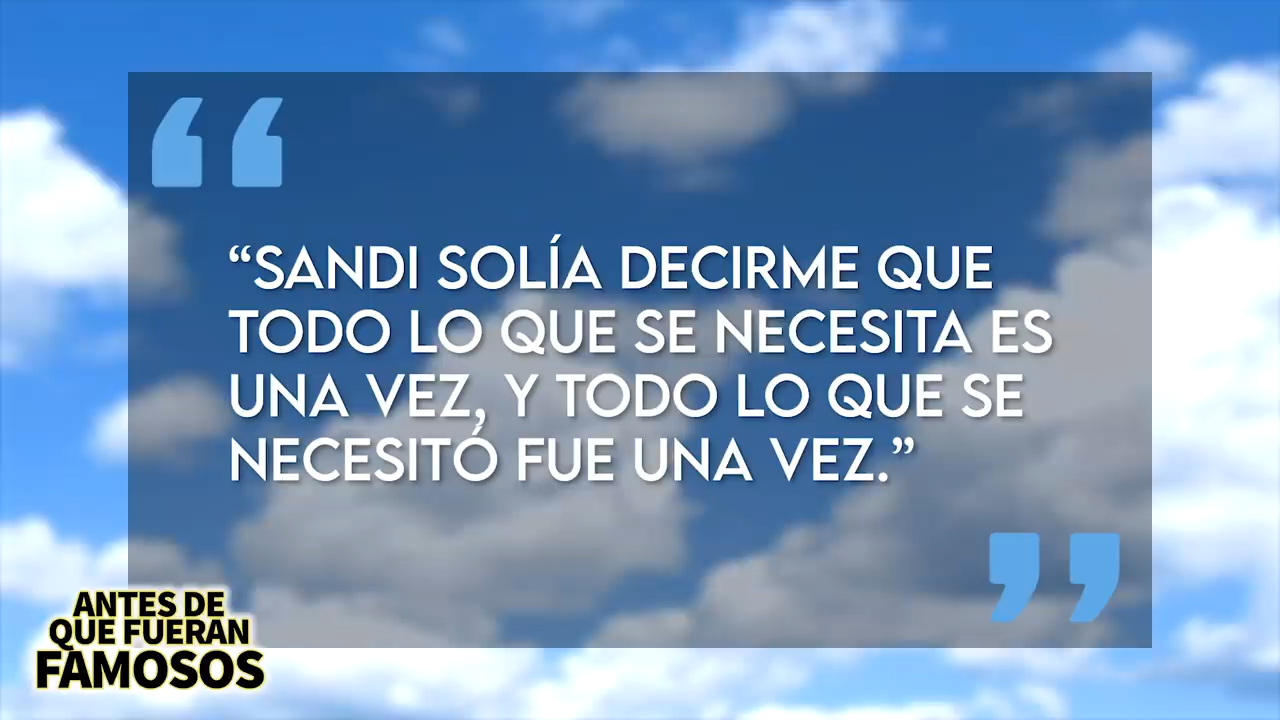 “SANDI SOLÍA DECIRME QUE
TODO LO QUE SE NECESITA ES
UNA VEZ, Y TODO LO QUE SE
NECESITÓ FUE UNA VEZ.”
ANTES DE
QUE FUERAN
FAMOSOS